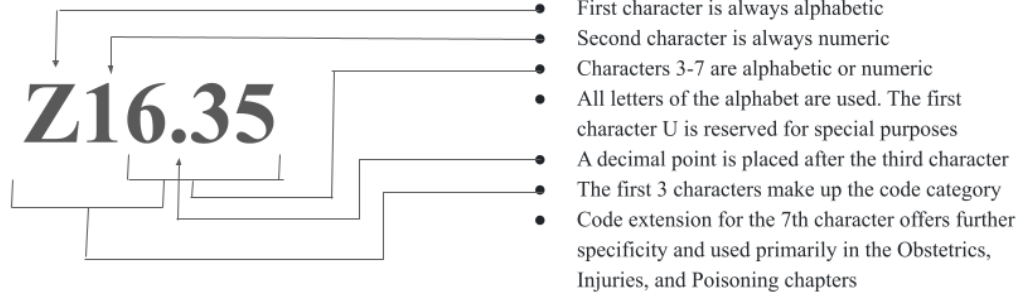 Z16.35
• First character is always alphabetic
• Second character is always numeric
• Characters 3-7 are alphabetic or numeric
• All letters of the alphabet are used. The first
character U is reserved for special purposes
• A decimal point is placed after the third character
• The first 3 characters make up the code category
• Code extension for the 7th character offers further
specificity and used primarily in the Obstetrics,
Injuries, and Poisoning chapters